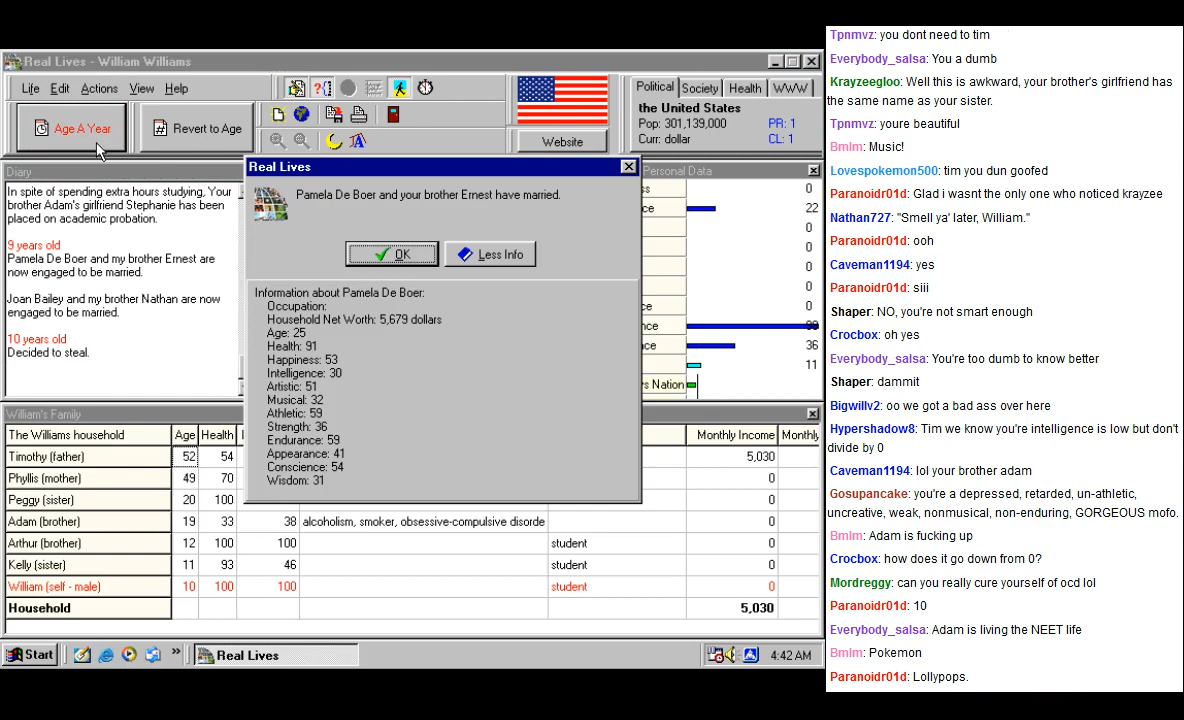 Real Lives - William Williams
Life Edit Actions View Help
Age A Year
Revert to Age
Website
Political Society Health WWW
the United States
Pop: 301,139,000 PR: 1
Curr: dollar CL: 1
Diary
In spite of spending extra hours studying, Your
brother Adam's girlfriend Stephanie has been
placed on academic probation.
9 years old
Pamela De Boer and my brother Ernest are
now engaged to be married.
Joan Bailey and my brother Nathan are now
engaged to be married.
10 years old
Decided to steal.
Real Lives
Pamela De Boer and your brother Ernest have married.
OK
Less Info
Information about Pamela De Boer:
Occupation:
Household Net Worth: 5,679 dollars
Age: 25
Health: 91
Happiness: 53
Intelligence: 30
Artistic: 51
Musical: 32
Athletic: 59
Strength: 36
Endurance: 59
Appearance: 41
Conscience: 54
Wisdom: 31
Personal Data
ss 0
ce 22
0
0
0
ce 0
nce
nce 36
11
s Nation
William's Family
The Williams household Age Health Monthly Income Monthly
Timothy (father) 52 54 5,030
Phyllis (mother) 49 70 0
Peggy (sister) 20 100 0
Adam (brother) 19 33 38 alcoholism, smoker, obsessive-compulsive disorde 0
Arthur (brother) 12 100 100 student 0
Kelly (sister) 11 93 46 student 0
William (self - male) 10 100 100 student 0
Household 5,030
Start
Real Lives
4:42 AM
Tpnmvz: you dont need to tim
Everybody_salsa: You a dumb
Krayzeegloo: Well this is awkward, your brother's girlfriend has
the same name as your sister.
Tpnmvz: youre beautiful
Bmlm: Music!
Lovespokemon500: tim you dun goofed
Paranoidr01d: Glad i wasnt the only one who noticed krayzee
Nathan727: "Smell ya' later, William."
Paranoidr01d: ooh
Caveman1194: yes
Paranoidr01d: siii
Shaper: NO, you're not smart enough
Crocbox: oh yes
Everybody_salsa: You're too dumb to know better
Shaper: dammit
Bigwillv2: oo we got a bad ass over here
Hypershadow8: Tim we know you're intelligence is low but don't
divide by 0
Caveman1194: lol your brother adam
Gosupancake: you're a depressed, retarded, un-athletic,
uncreative, weak, nonmusical, non-enduring, GORGEOUS mofo.
Bmlm: Adam is fucking up
Crocbox: how does it go down from 0?
Mordreggy: can you really cure yourself of ocd lol
Paranoidr01d: 10
Everybody_salsa: Adam is living the NEET life
Bmlm: Pokemon
Paranoidr01d: Lollypops.